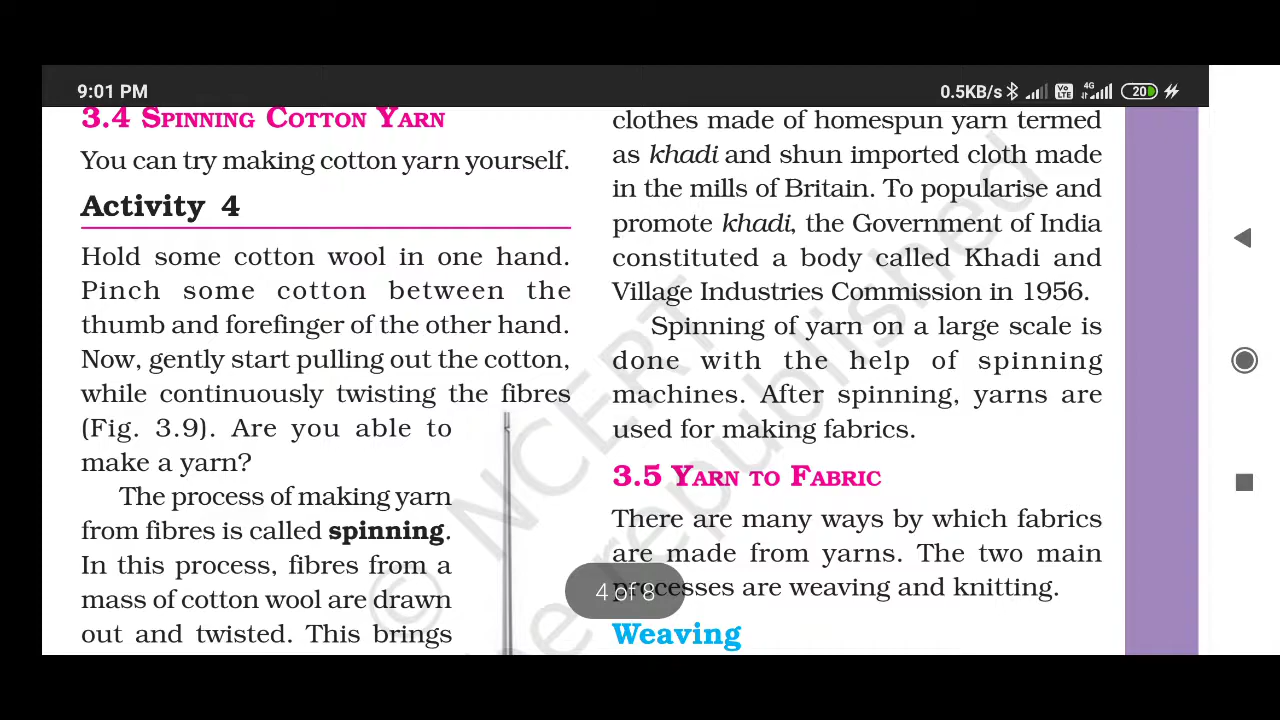 9:01 PM
0.5KB/s
Vo
LTE
4G
20
3.4 SPINNING COTTON YARN
You can try making cotton yarn yourself.
Activity 4
Hold some cotton wool in one hand.
Pinch some cotton between the
thumb and forefinger of the other hand.
Now, gently start pulling out the cotton,
while continuously twisting the fibres
(Fig. 3.9). Are you able to
make a yarn?
The process of making yarn
from fibres is called spinning.
In this process, fibres from a
mass of cotton wool are drawn
out and twisted. This brings
clothes made of homespun yarn termed
as khadi and shun imported cloth made
in the mills of Britain. To popularise and
promote khadi, the Government of India
constituted a body called Khadi and
Village Industries Commission in 1956.
Spinning of yarn on a large scale is
done with the help of spinning
machines. After spinning, yarns are
used for making fabrics.
3.5 YARN TO FABRIC
There are many ways by which fabrics
are made from yarns. The two main
processes are weaving and knitting.
Weaving
4 of 8
© NCERT
be republished